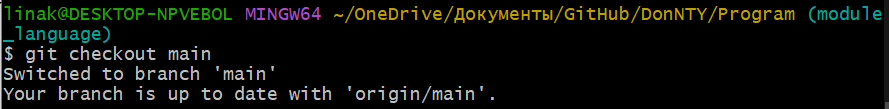 linak@DESKTOP-NPVEBOL MINGW64 ~/OneDrive/Документы/GitHub/DonNTY/Program (module
_language)
$ git checkout main
Switched to branch 'main'
Your branch is up to date with 'origin/main'.